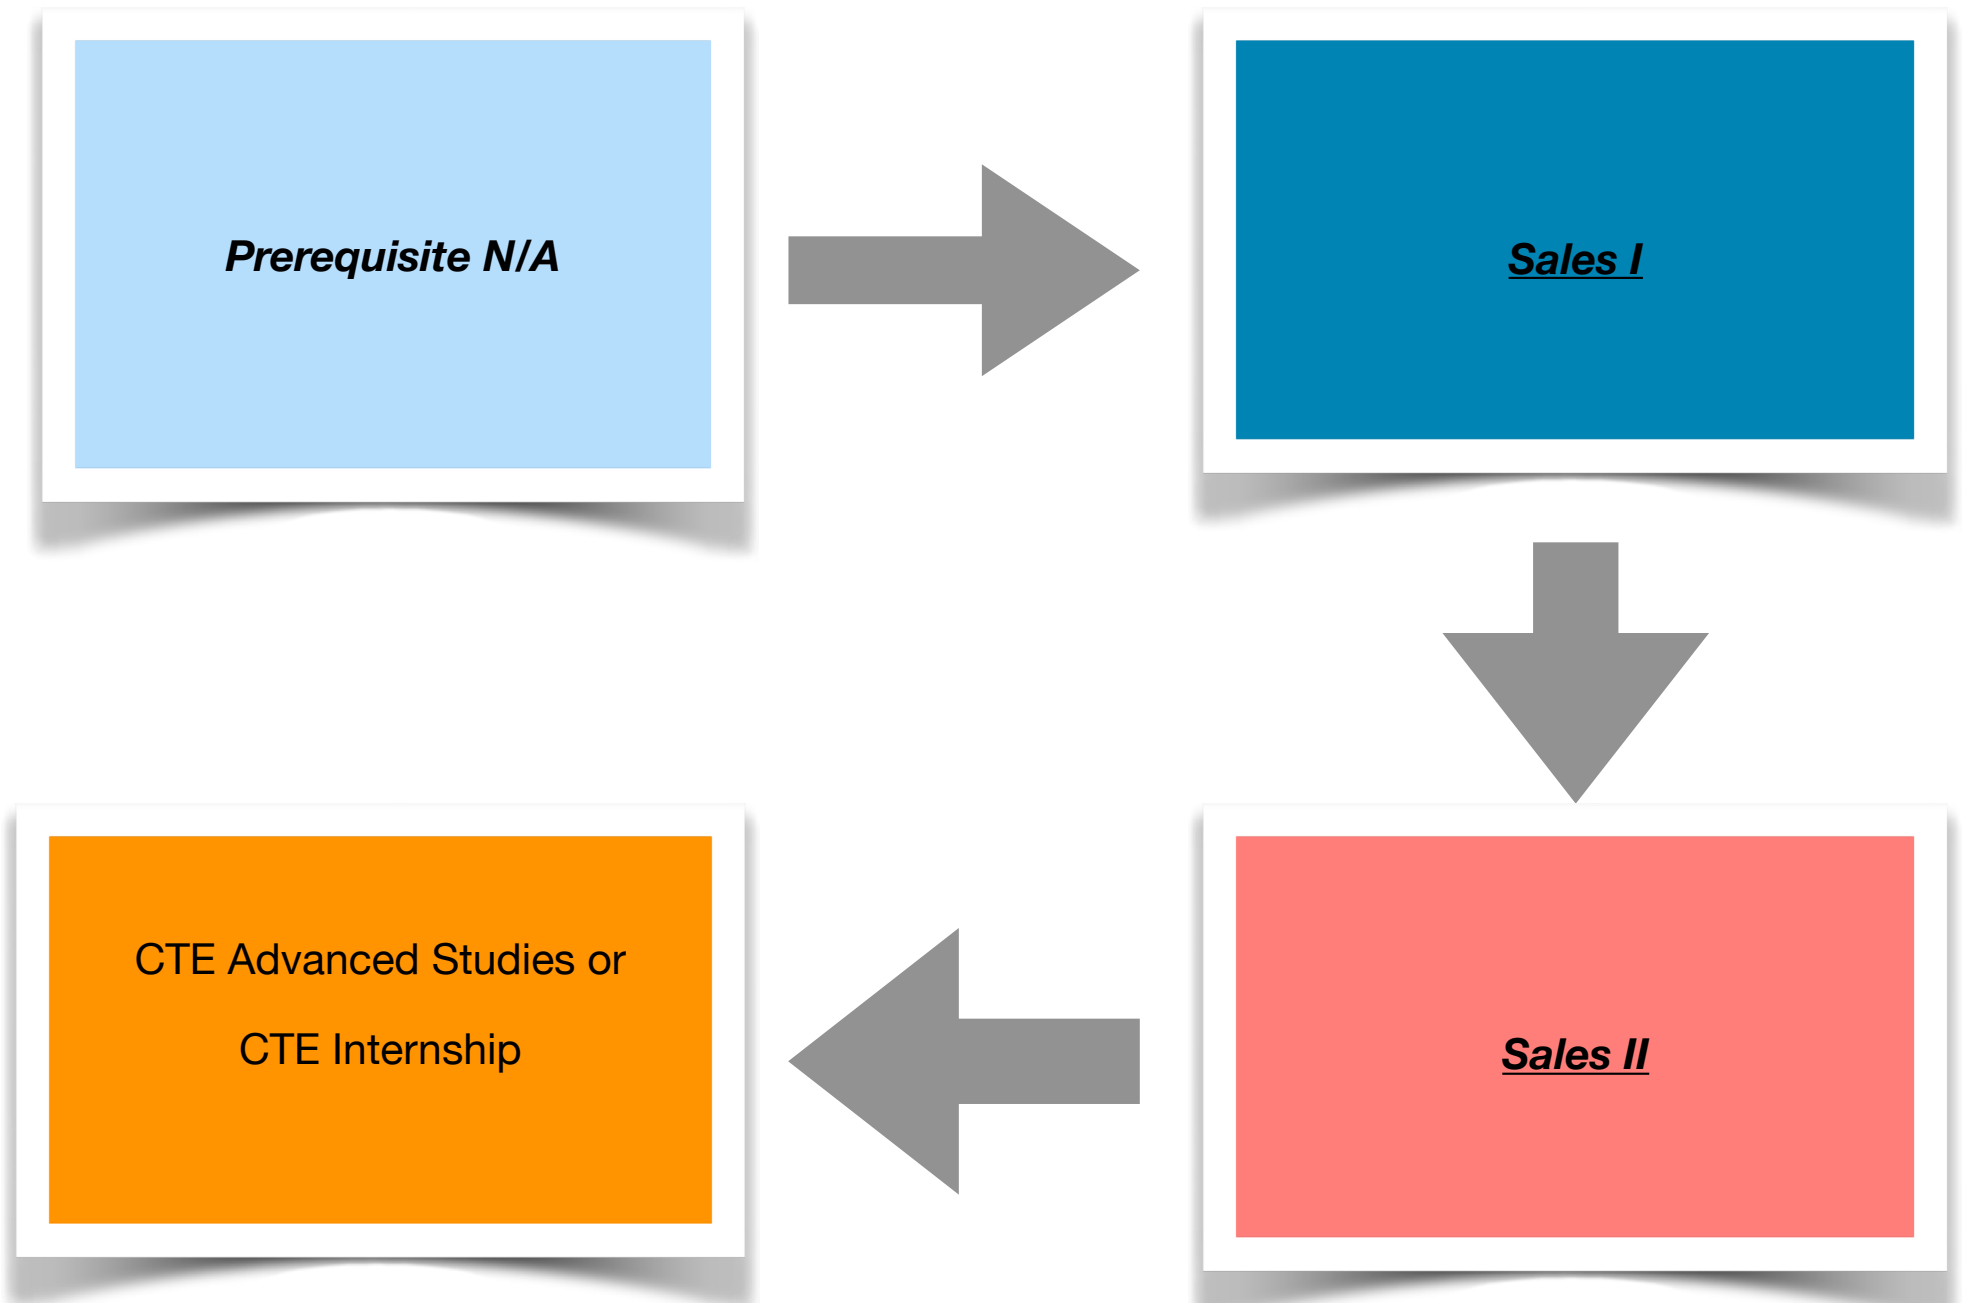 Prerequisite N/A
Sales I
Sales II
CTE Advanced Studies or
CTE Internship